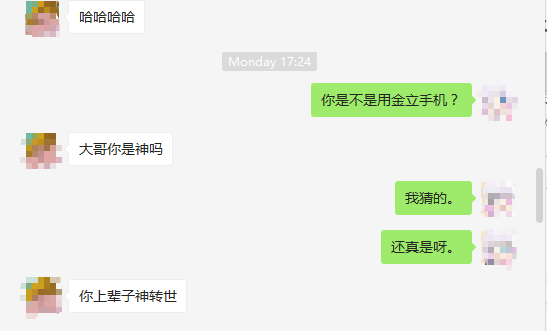 哈哈哈哈
Monday 17:24
你是不是用金立手机？
大哥你是神吗
我猜的。
还真是呀。
你上辈子神转世